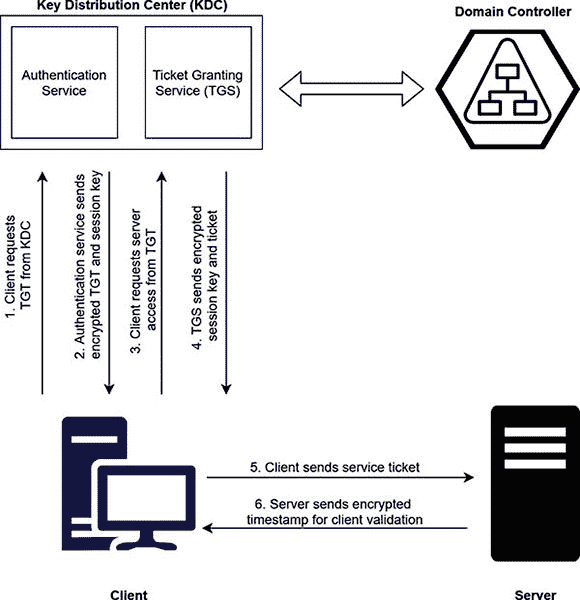 Key Distribution Center (KDC)
Domain Controller
Authentication
Service
Ticket Granting
Service (TGS)
1. Client requests
TGT from KDC
2. Authentication service sends
encrypted TGT and session key
3. Client requests server
access from TGT
4. TGS sends encrypted
session key and ticket
5. Client sends service ticket
6. Server sends encrypted
timestamp for client validation
Client
Server